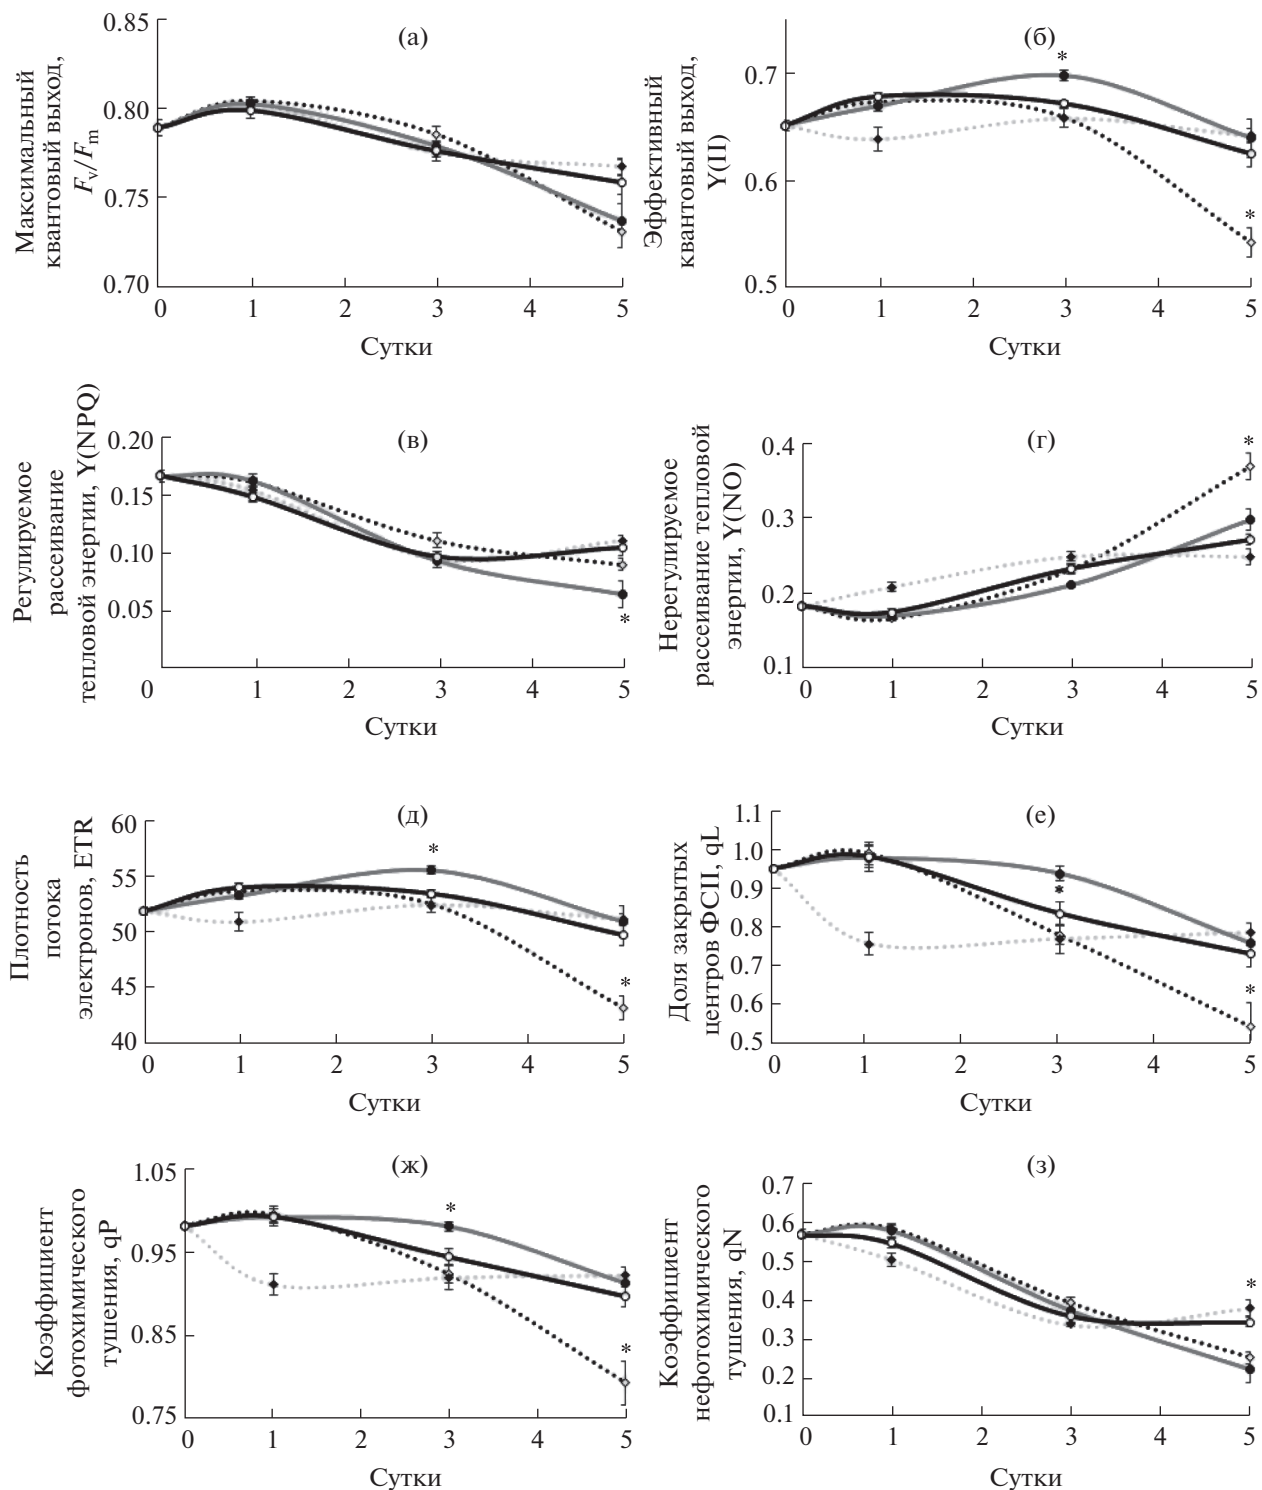 (а)
Максимальный
квантовый выход,
Fv/Fm
0.85
0.80
0.75
0.70
0 1 2 3 4 5
Сутки
(б)
*
*
Эффективный
квантовый выход,
Y(II)
0.7
0.6
0.5
0 1 2 3 4 5
Сутки
(в)
Регулируемое
рассеивание
тепловой энергии, Y(NPQ)
0.20
0.15
0.10
0.05
*
0 1 2 3 4 5
Сутки
(г)
*
Нерегулируемое
рассеивание тепловой
энергии, Y(NO)
0.4
0.3
0.2
0.1
0 1 2 3 4 5
Сутки
(д)
*
*
Плотность
потока
электронов, ETR
60
55
50
45
40
0 1 2 3 4 5
Сутки
(е)
*
*
Доля закрытых
центров ФСII, qL
1.1
1.0
0.9
0.8
0.7
0.6
0.5
0 1 2 3 4 5
Сутки
(ж)
*
*
Коэффициент
фотохимического
тушения, qP
1.05
0.95
0.85
0.75
0 1 2 3 4 5
Сутки
(з)
*
Коэффициент
нефотохимического
тушения, qN
0.7
0.6
0.5
0.4
0.3
0.2
0.1
0 1 2 3 4 5
Сутки